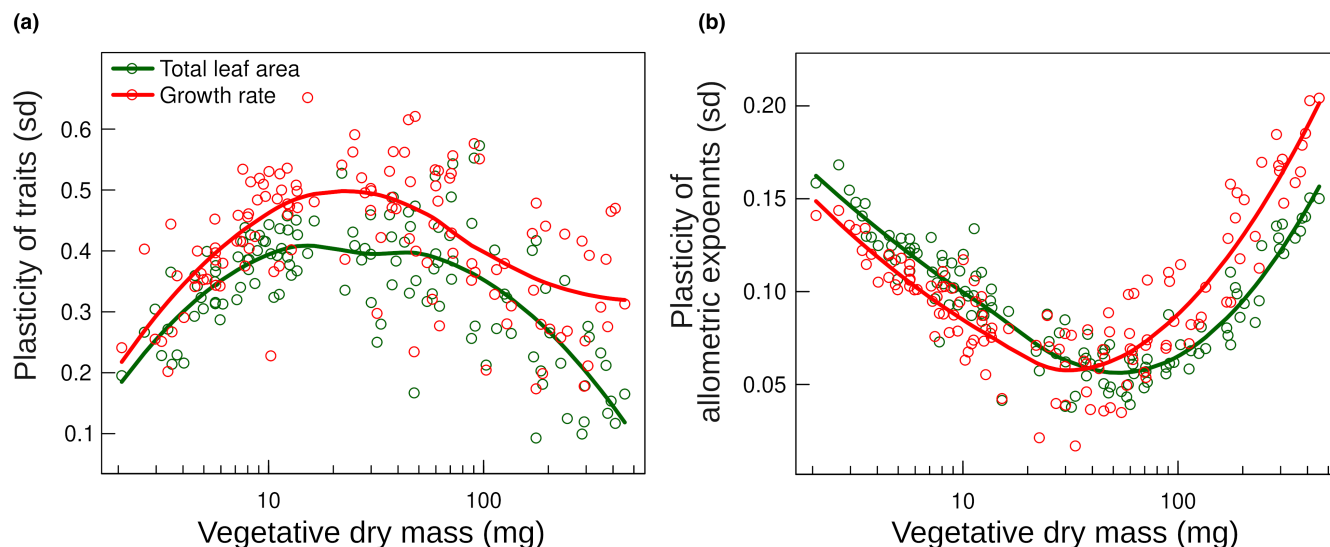 (a)
Plasticity of traits (sd)
Total leaf area
Growth rate
0.6
0.5
0.4
0.3
0.2
0.1
10
100
Vegetative dry mass (mg)
(b)
Plasticity of
allometric expoennts (sd)
0.20
0.15
0.10
0.05
10
100
Vegetative dry mass (mg)